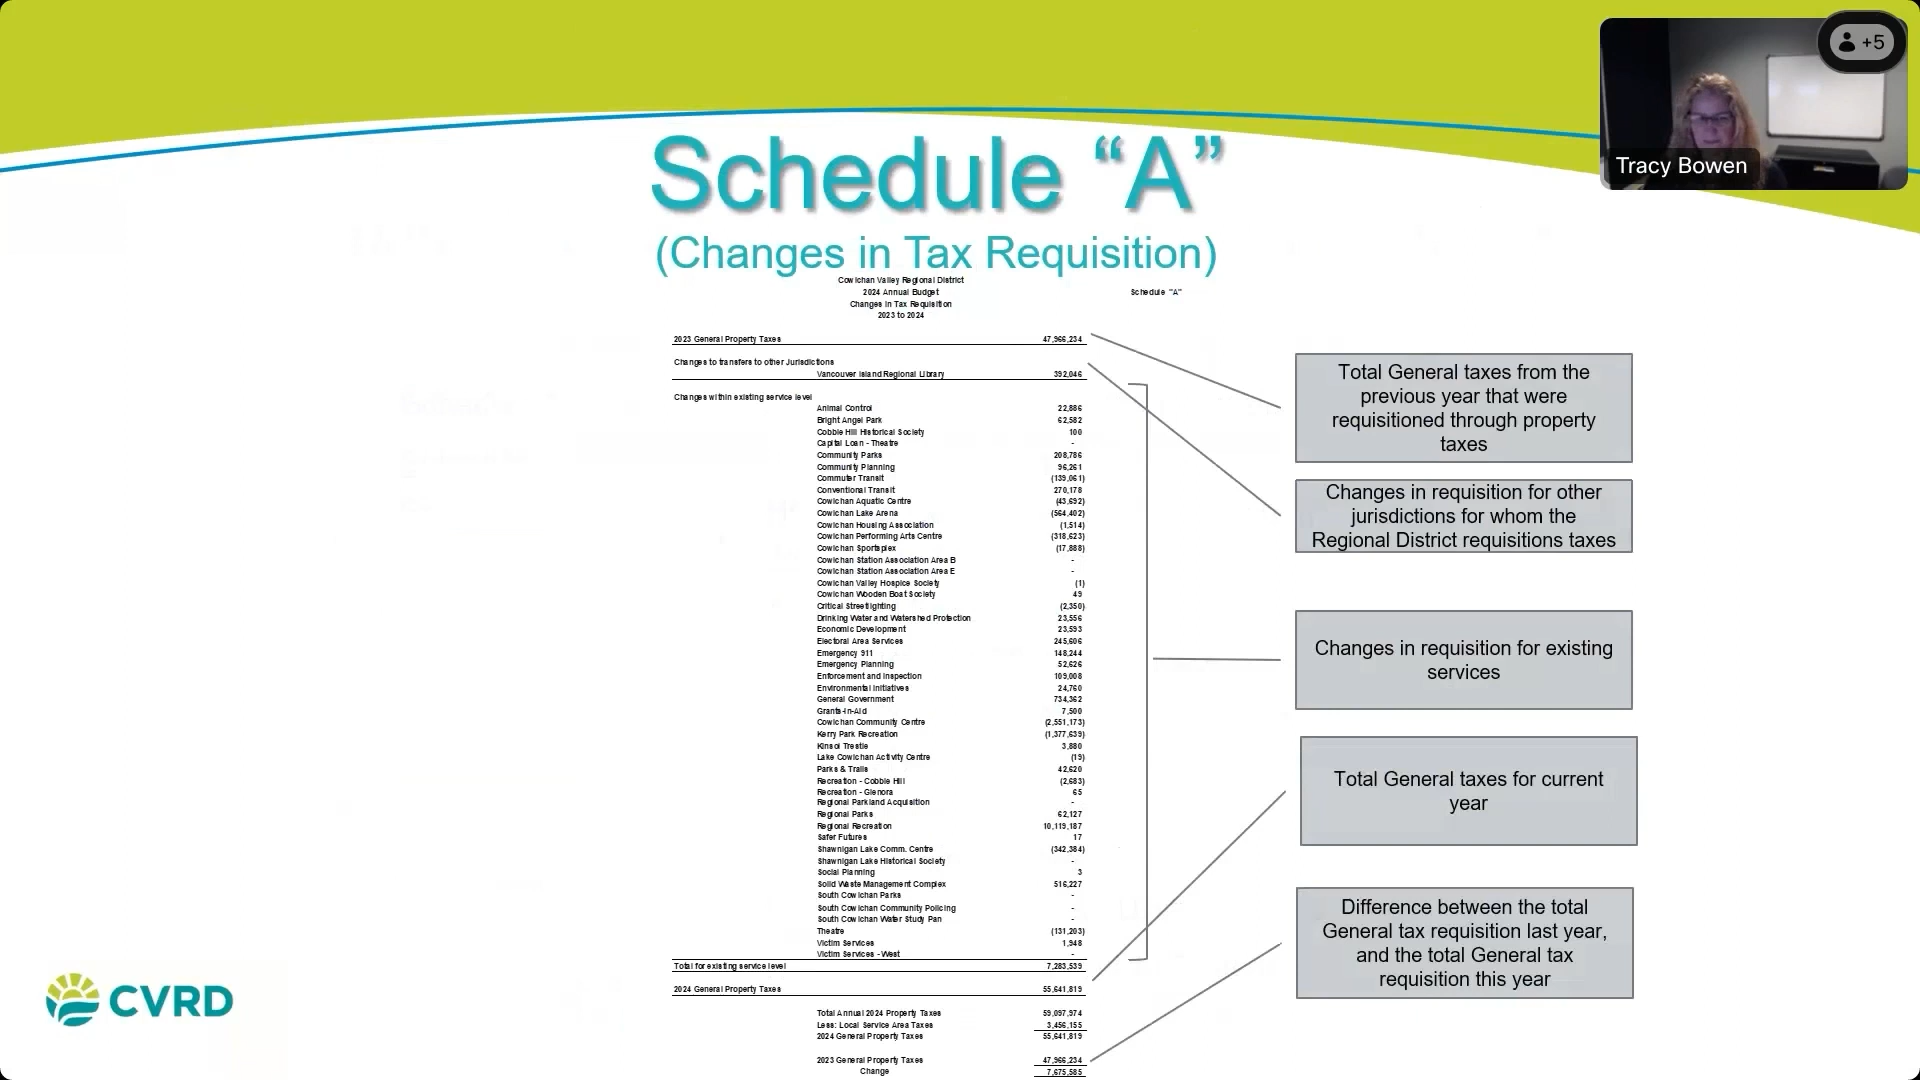 +5
Tracy Bowen
Schedule “A”
(Changes in Tax Requisition)
Cowichan Valley Regional District
2024 Annual Budget
Schedule "A"
Changes in Tax Requisition
2023 to 2024
2023 General Property Taxes 47,966,234
Changes to transfers to other Jurisdictions
Vancouver Island Regional Library 392,046
Changes within existing service level
Animal Control 22,886
Bright Angel Park 62,582
Cobble Hill Historical Society 100
Capital Loan - Theatre -
Community Parks 208,786
Community Planning 96,261
Commuter Transit (139,061)
Conventional Transit 270,178
Cowichan Aquatic Centre (43,692)
Cowichan Lake Arena (564,402)
Cowichan Housing Association (1,514)
Cowichan Performing Arts Centre (318,623)
Cowichan Sportsplex (17,888)
Cowichan Station Association Area B -
Cowichan Station Association Area E -
Cowichan Valley Hospice Society (1)
Cowichan Wooden Boat Society 49
Critical Streetlighting (2,350)
Drinking Water and Watershed Protection 23,556
Economic Development 23,593
Electoral Area Services 245,606
Emergency 911 148,244
Emergency Planning 52,626
Enforcement and Inspection 109,008
Environmental Initiatives 24,760
General Government 734,362
Grants-in-Aid 7,500
Cowichan Community Centre (2,551,173)
Kerry Park Recreation (1,377,639)
Kinsol Trestle 3,880
Lake Cowichan Activity Centre (19)
Parks & Trails 42,620
Recreation - Cobble Hill (2,683)
Recreation - Glenora 65
Regional Parkland Acquisition -
Regional Parks 62,127
Regional Recreation 10,119,187
Safer Futures 17
Shawnigan Lake Comm. Centre (342,384)
Shawnigan Lake Historical Society -
Social Planning 3
Solid Waste Management Complex 516,227
South Cowichan Parks -
South Cowichan Community Policing -
South Cowichan Water Study Pan -
Theatre (131,203)
Victim Services 1,948
Victim Services - West -
Total for existing service level 7,283,539
2024 General Property Taxes 55,641,819
Total Annual 2024 Property Taxes 59,097,974
Less: Local Service Area Taxes 3,456,155
2024 General Property Taxes 55,641,819
2023 General Property Taxes 47,966,234
Change 7,675,585
Total General taxes from the
previous year that were
requisitioned through property
taxes
Changes in requisition for other
jurisdictions for whom the
Regional District requisitions taxes
Changes in requisition for existing
services
Total General taxes for current
year
Difference between the total
General tax requisition last year,
and the total General tax
requisition this year
CVRD